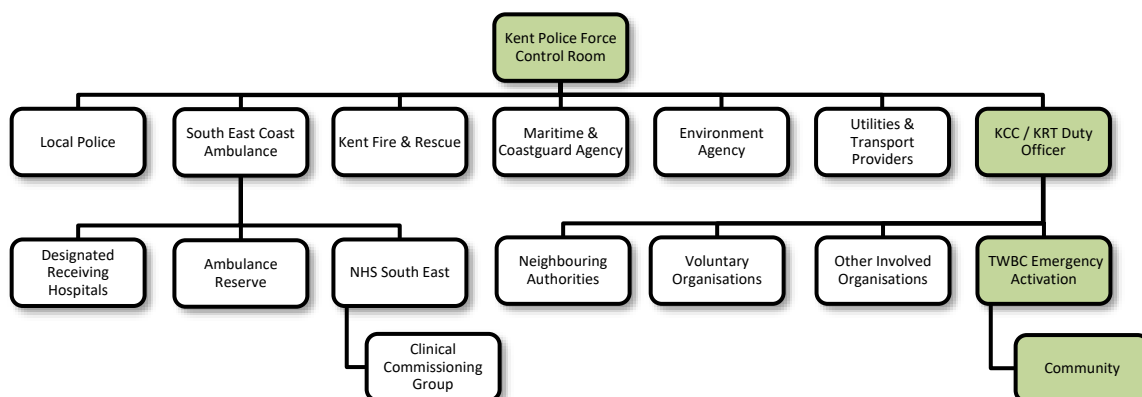 Kent Police Force
Control Room
Local Police
South East Coast
Ambulance
Kent Fire & Rescue
Maritime &
Coastguard Agency
Environment
Agency
Utilities &
Transport
Providers
KCC / KRT Duty
Officer
Designated
Receiving
Hospitals
Ambulance
Reserve
NHS South East
Neighbouring
Authorities
Voluntary
Organisations
Other Involved
Organisations
TWBC Emergency
Activation
Clinical
Commissioning
Group
Community